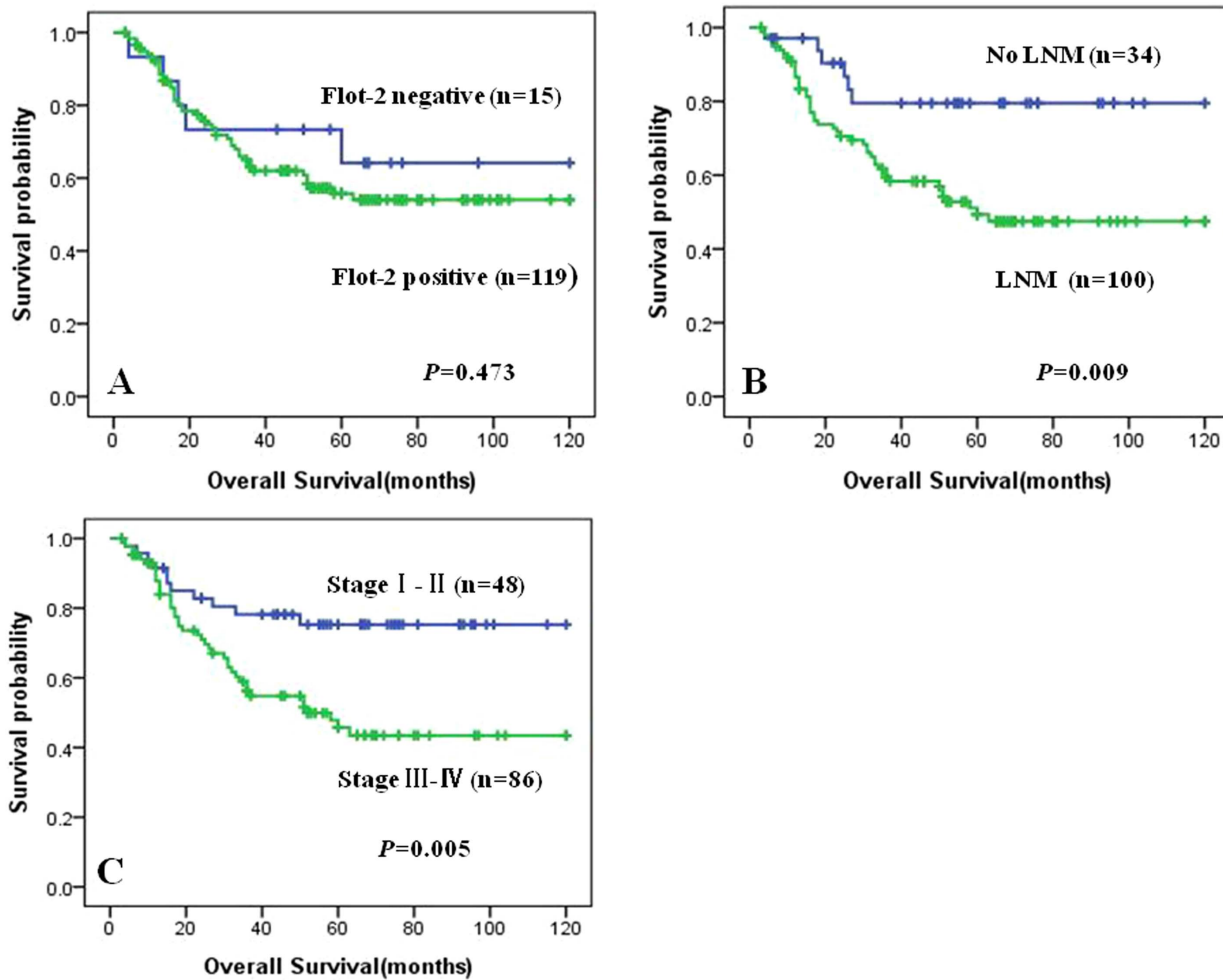 1.0
0.8
0.6
0.4
0.2
0.0
Survival probability
Flot-2 negative (n=15)
Flot-2 positive (n=119)
P=0.473
A
0 20 40 60 80 100 120
Overall Survival(months)
1.0
0.8
0.6
0.4
0.2
0.0
Survival probability
No LNM (n=34)
LNM (n=100)
P=0.009
B
0 20 40 60 80 100 120
Overall Survival(months)
1.0
0.8
0.6
0.4
0.2
0.0
Survival probability
Stage Ⅰ - Ⅱ (n=48)
Stage Ⅲ-Ⅳ (n=86)
P=0.005
C
0 20 40 60 80 100 120
Overall Survival(months)